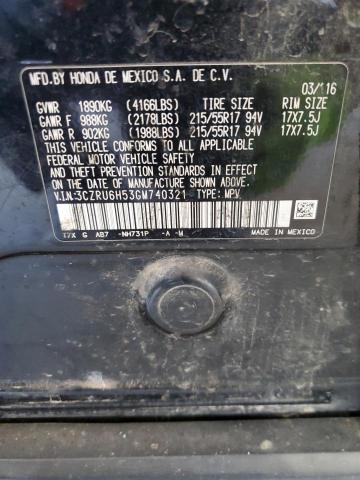 MFD.BY HONDA DE MEXICO S.A. DE C.V. 03/16
GVWR 1890KG (4166LBS) TIRE SIZE RIM SIZE
GAWR F 988KG (2178LBS) 215/55R17 94V 17X7.5J
GAWR R 902KG (1988LBS) 215/55R17 94V 17X7.5J
THIS VEHICLE CONFORMS TO ALL APPLICABLE
FEDERAL MOTOR VEHICLE SAFETY AND
THEFT PREVENTION STANDARDS IN EFFECT ON
THE DATE OF MANUFACTURE SHOWN ABOVE.
V.I.N:3CZRU6H53GM740321 TYPE: MPV
T7X G AB7 -NH731P -A -M
MADE
IN MEXICO